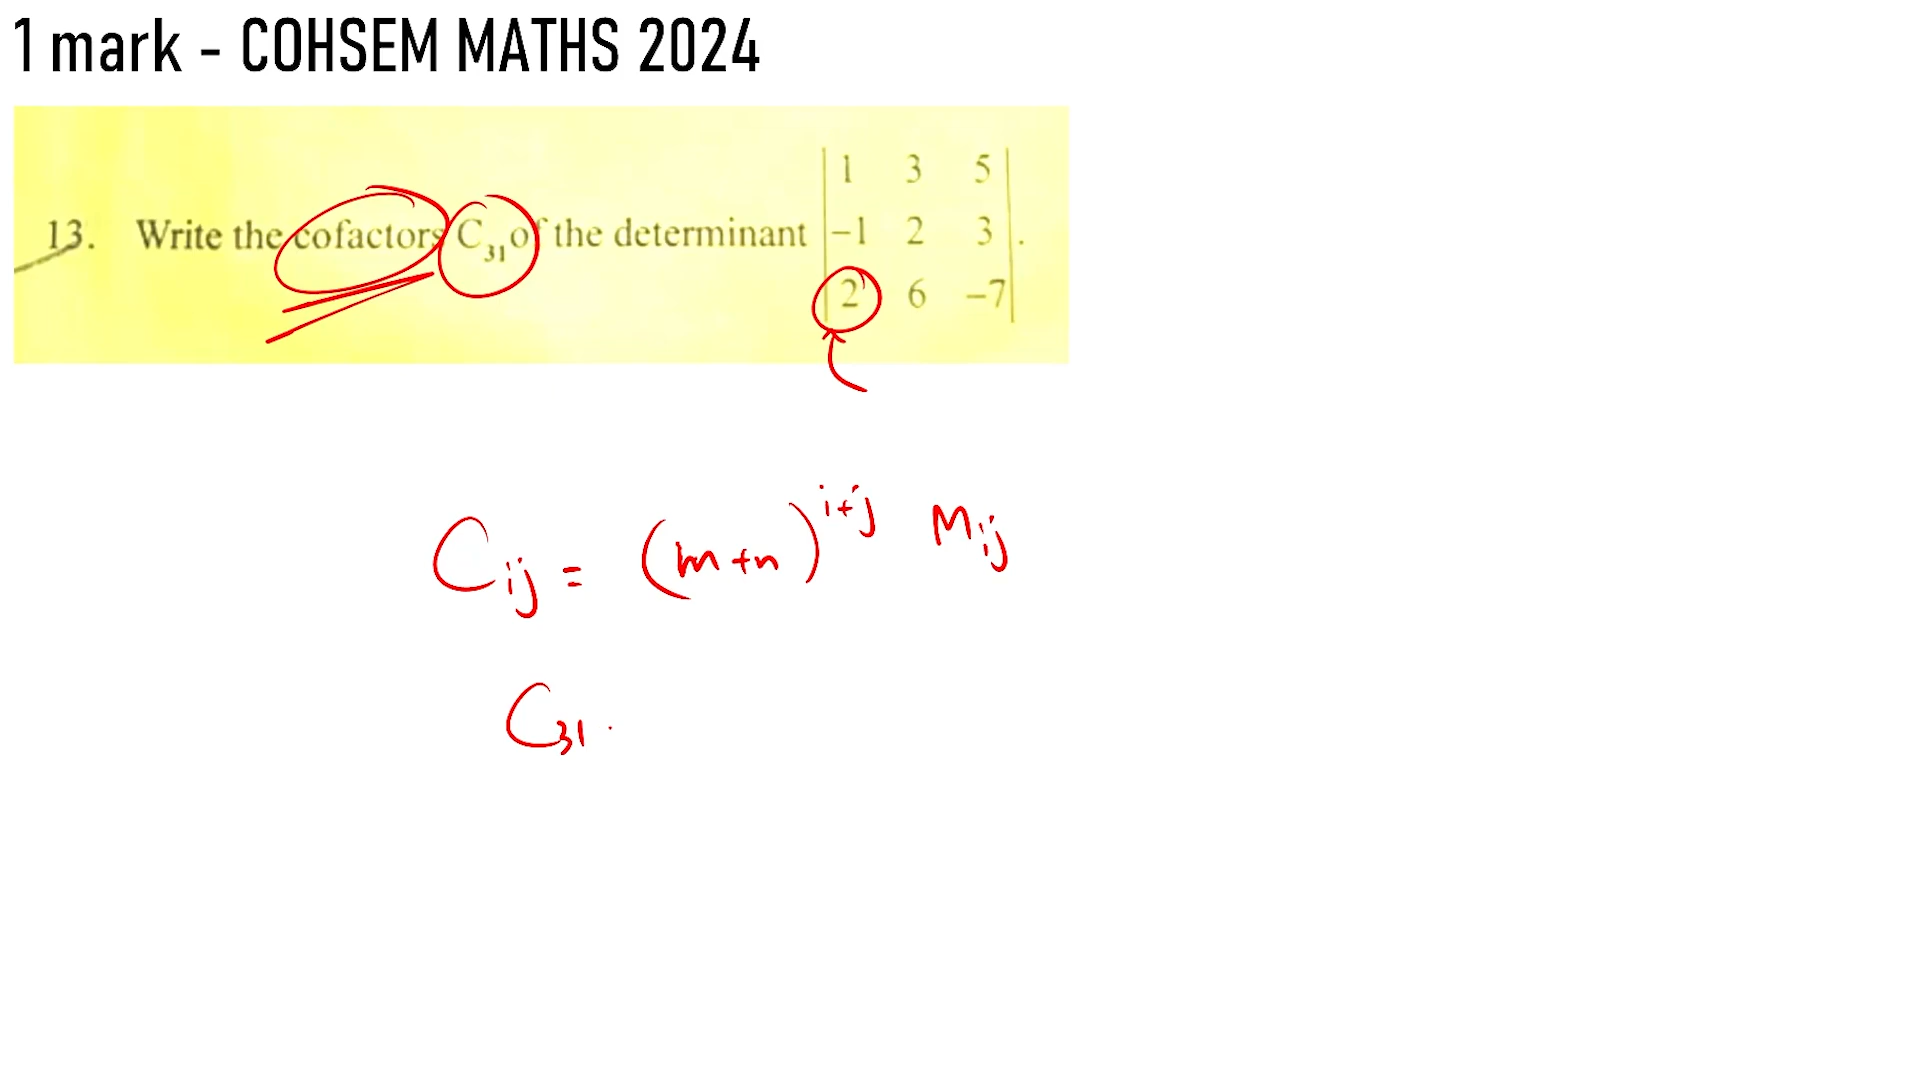 1 mark - COHSEM MATHS 2024
13. Write the cofactors C₃₁ of the determinant
1 3 5
−1 2 3 .
2 6 −7
Cij = (m+n)^i+j Mij
C₃₁